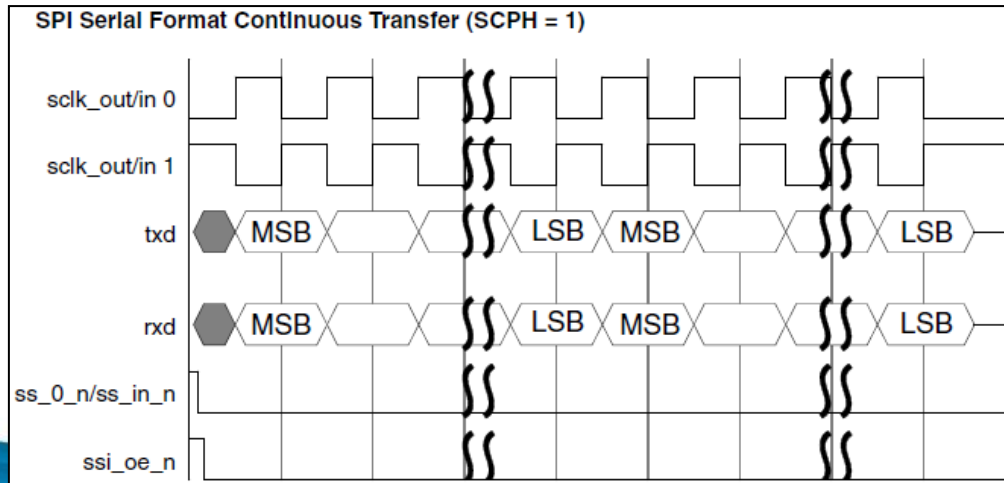 SPI Serial Format Continuous Transfer (SCPH = 1)
sclk_out/in 0
sclk_out/in 1
txd MSB LSB MSB LSB
rxd MSB LSB MSB LSB
ss_0_n/ss_in_n
ssi_oe_n